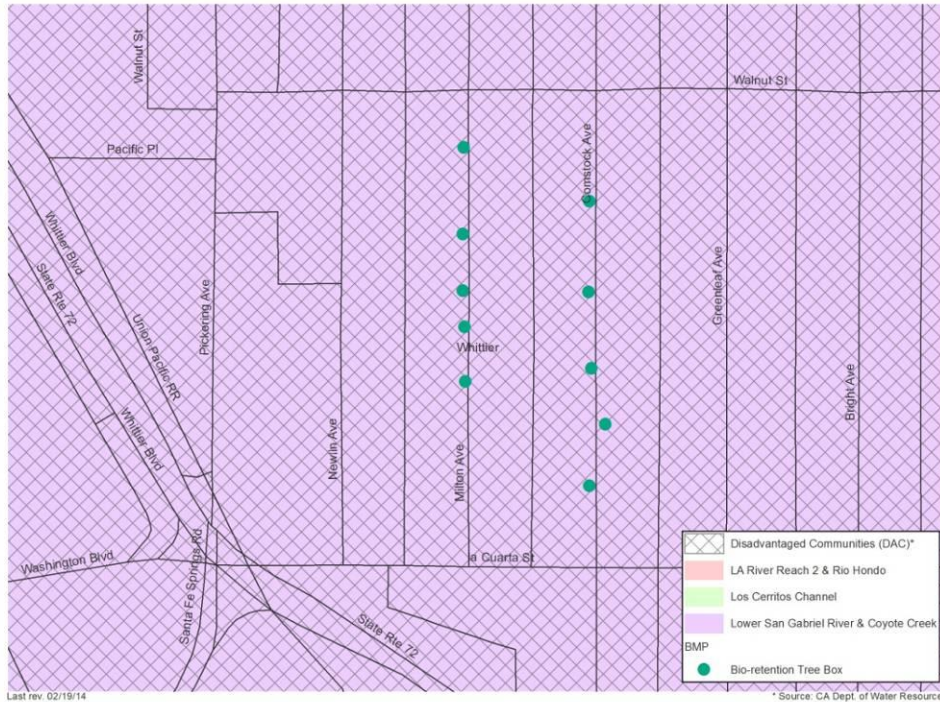 Walnut St
Walnut St
Pacific Pl
Comstock Ave
Whittier Blvd
State Rte 72
Union Pacific RR
Pickering Ave
Greenleaf Ave
Whittier
Bright Ave
Whittier Blvd
Newlin Ave
Milton Ave
Washington Blvd
a Cuarta St
Santa Fe Springs Rd
State Rte 72
Disadvantaged Communities (DAC)*
LA River Reach 2 & Rio Hondo
Los Cerritos Channel
Lower San Gabriel River & Coyote Creek
BMP
Bio-retention Tree Box
Last rev. 02/19/14
* Source: CA Dept. of Water Resource